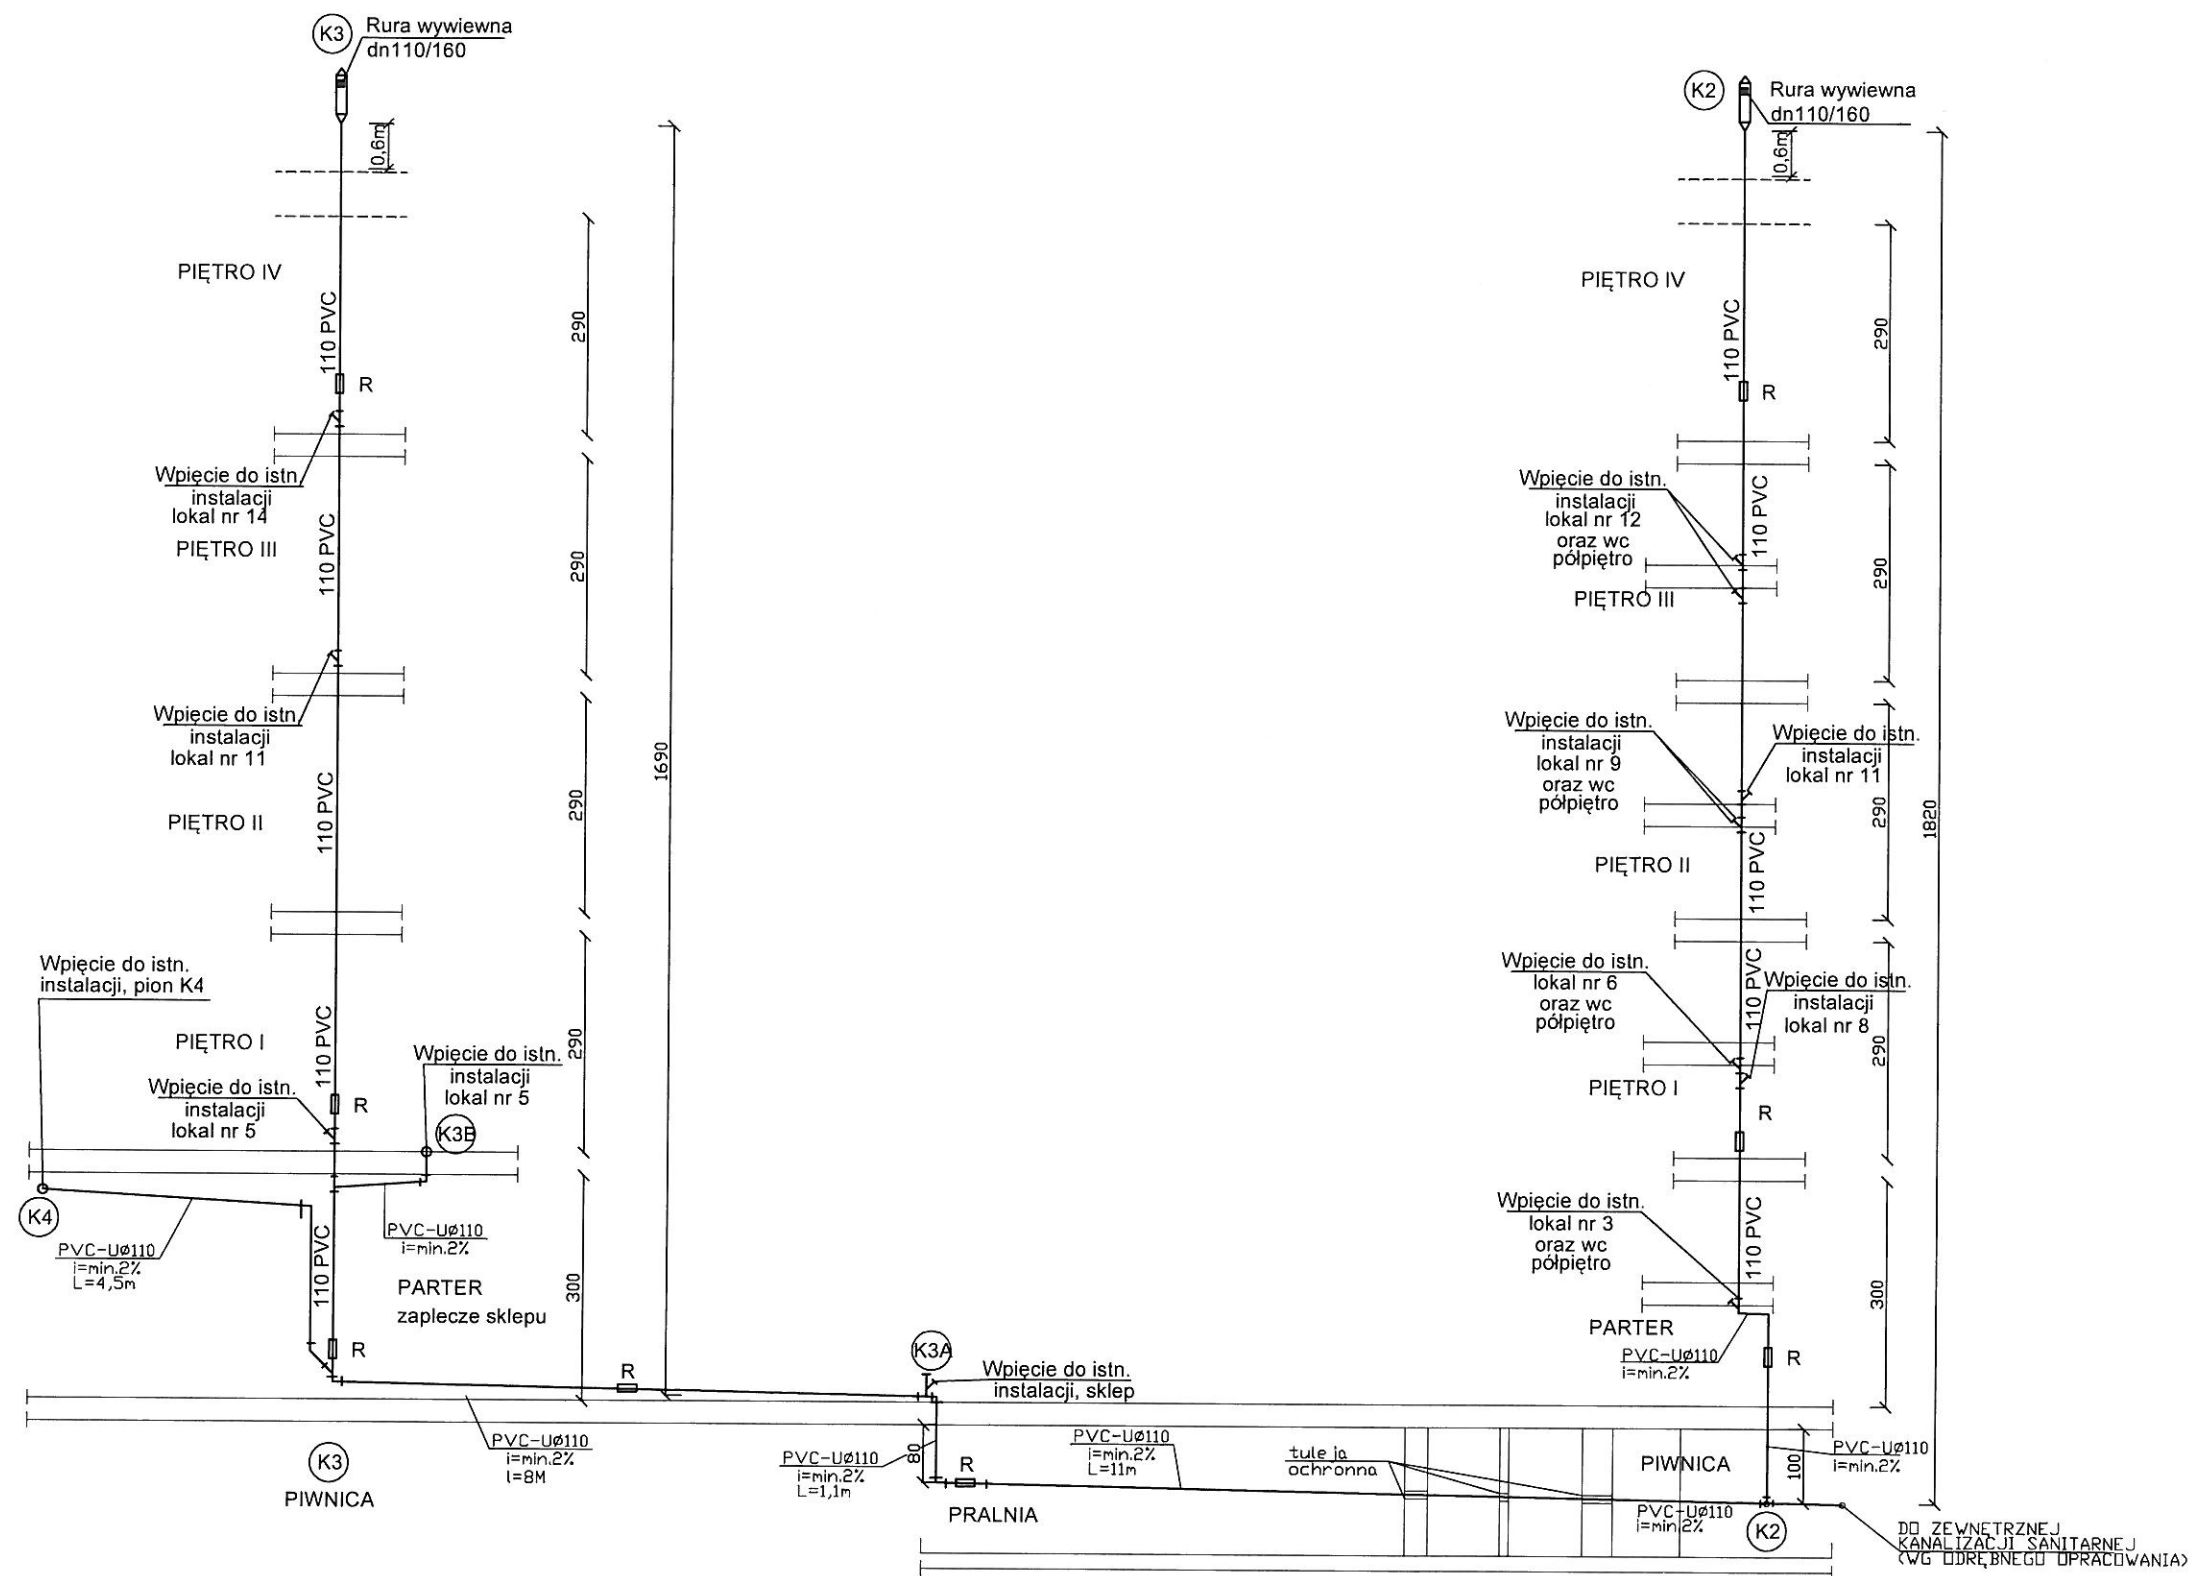 K3
Rura wywiewna
dn110/160
0,6m
PIĘTRO IV
110 PVC
290
R
Wpięcie do istn.
instalacji
lokal nr 14
PIĘTRO III
110 PVC
290
Wpięcie do istn.
instalacji
lokal nr 11
PIĘTRO II
110 PVC
290
1690
Wpięcie do istn.
instalacji, pion K4
PIĘTRO I
110 PVC
290
Wpięcie do istn.
instalacji
lokal nr 5
R
Wpięcie do istn.
instalacji
lokal nr 5
K3B
K4
PVC-UØ110
i=min.2%
L=4,5m
110 PVC
PVC-UØ110
i=min.2%
PARTER
zaplecze sklepu
300
R
R
K3A
Wpięcie do istn.
instalacji, sklep
K3
PIWNICA
PVC-UØ110
i=min.2%
l=8M
PVC-UØ110
i=min.2%
L=1,1m
80
R
PVC-UØ110
i=min.2%
L=11m
PRALNIA
tuleja
ochronna
K2
Rura wywiewna
dn110/160
0,6m
PIĘTRO IV
110 PVC
290
R
Wpięcie do istn.
instalacji
lokal nr 12
oraz wc
półpiętro
110 PVC
290
PIĘTRO III
Wpięcie do istn.
instalacji
lokal nr 9
oraz wc
półpiętro
Wpięcie do istn.
instalacji
lokal nr 11
290
1820
PIĘTRO II
110 PVC
Wpięcie do istn.
lokal nr 6
oraz wc
półpiętro
110 PVC
Wpięcie do istn.
instalacji
lokal nr 8
290
PIĘTRO I
R
Wpięcie do istn.
lokal nr 3
oraz wc
półpiętro
110 PVC
300
PARTER
PVC-UØ110
i=min.2%
R
PIWNICA
100
PVC-UØ110
i=min.2%
PVC-UØ110
i=min.2%
K2
DO ZEWNĘTRZNEJ
KANALIZACJI SANITARNEJ
(WG ODRĘBNEGO OPRACOWANIA)